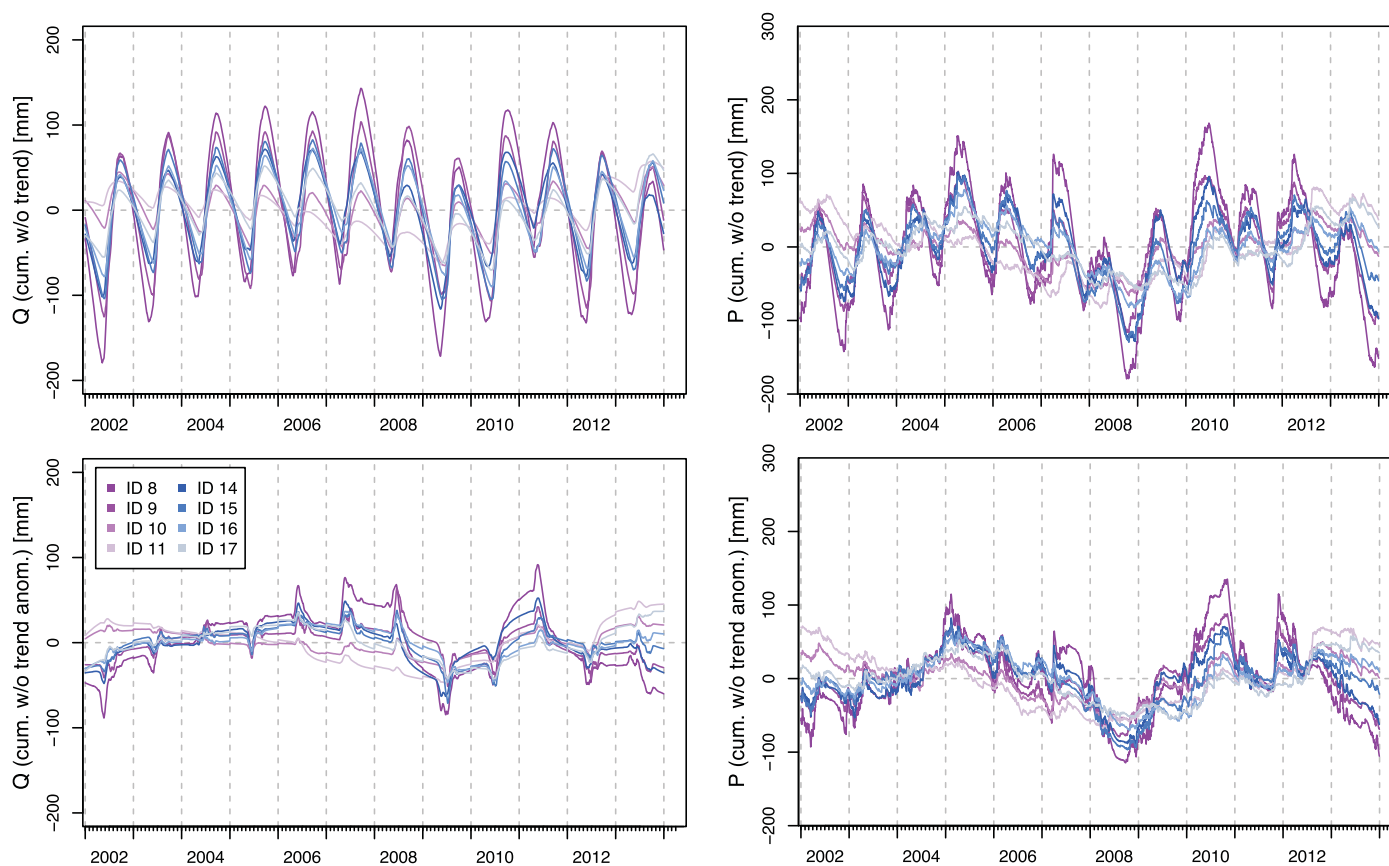 Q (cum. w/o trend) [mm]
200
100
0
−100
−200
2002 2004 2006 2008 2010 2012
P (cum. w/o trend) [mm]
300
200
100
0
−100
−200
2002 2004 2006 2008 2010 2012
Q (cum. w/o trend anom.) [mm]
200
100
0
−100
−200
ID 8 ID 14
ID 9 ID 15
ID 10 ID 16
ID 11 ID 17
2002 2004 2006 2008 2010 2012
P (cum. w/o trend anom.) [mm]
300
200
100
0
−100
−200
2002 2004 2006 2008 2010 2012